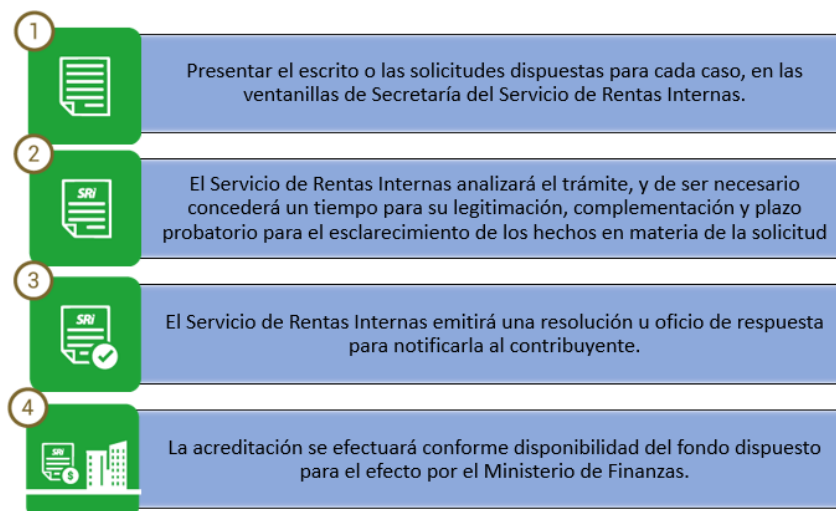 1
Presentar el escrito o las solicitudes dispuestas para cada caso, en las
ventanillas de Secretaría del Servicio de Rentas Internas.
2
SRi
El Servicio de Rentas Internas analizará el trámite, y de ser necesario
concederá un tiempo para su legitimación, complementación y plazo
probatorio para el esclarecimiento de los hechos en materia de la solicitud
3
SRi
El Servicio de Rentas Internas emitirá una resolución u oficio de respuesta
para notificarla al contribuyente.
4
SRi
$
La acreditación se efectuará conforme disponibilidad del fondo dispuesto
para el efecto por el Ministerio de Finanzas.